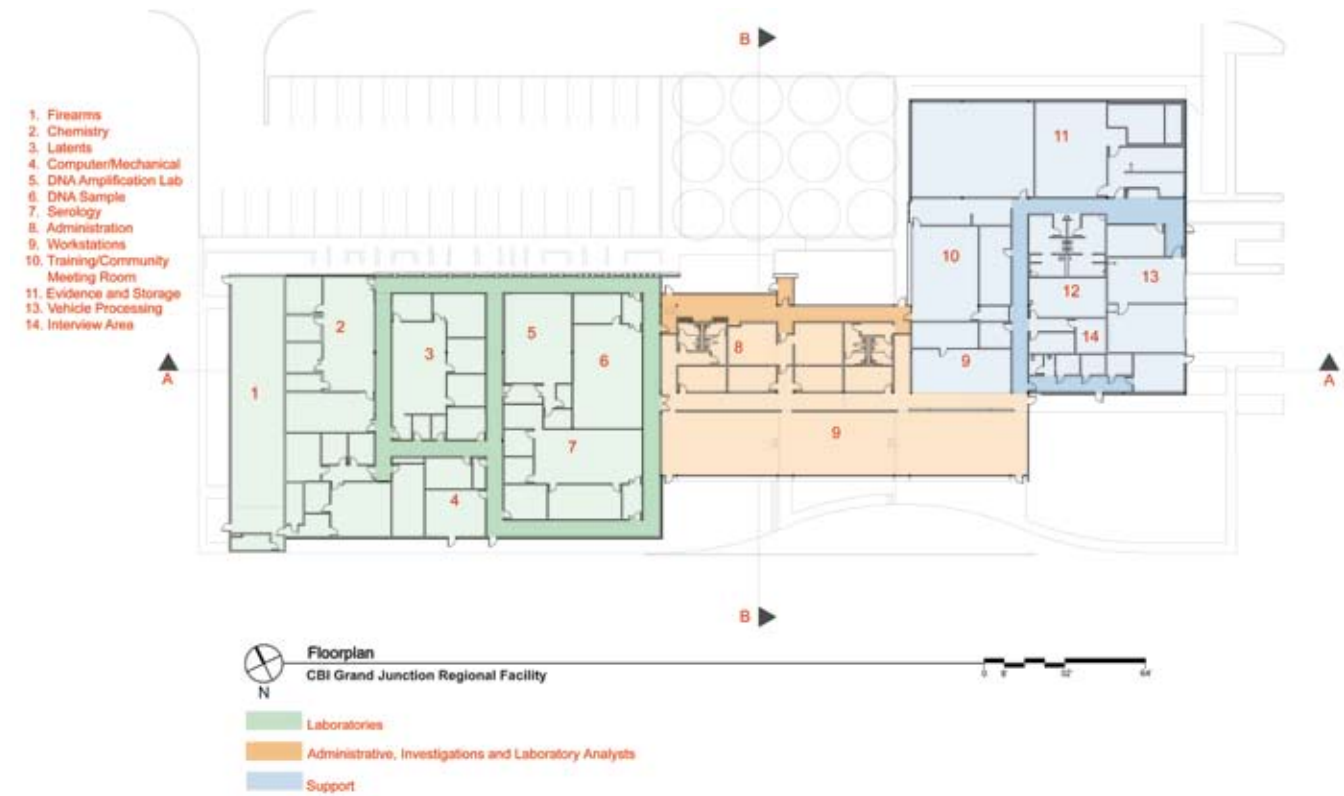 B
1. Firearms
2. Chemistry
3. Latents
4. Computer/Mechanical
5. DNA Amplification Lab
6. DNA Sample
7. Serology
8. Administration
9. Workstations
10. Training/Community
Meeting Room
11. Evidence and Storage
13. Vehicle Processing
14. Interview Area
11
10
13
2
12
5
14
3
6
8
9
A
A
1
9
7
4
B
Floorplan
CBI Grand Junction Regional Facility
N
0 8' 32' 64'
Laboratories
Administrative, Investigations and Laboratory Analysts
Support